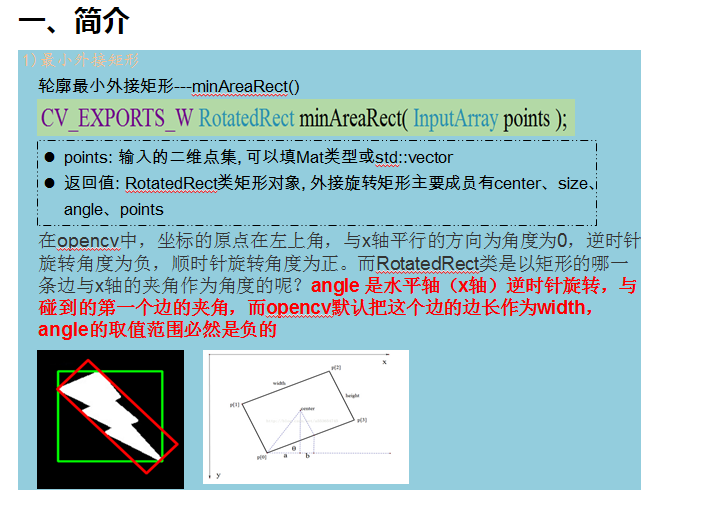 一、简介
1)最小外接矩形
轮廓最小外接矩形---minAreaRect()
CV_EXPORTS_W RotatedRect minAreaRect( InputArray points );
● points: 输入的二维点集, 可以填Mat类型或std::vector
● 返回值: RotatedRect类矩形对象, 外接旋转矩形主要成员有center、size、
angle、points
在opencv中，坐标的原点在左上角，与x轴平行的方向为角度为0，逆时针
旋转角度为负，顺时针旋转角度为正。而RotatedRect类是以矩形的哪一
条边与x轴的夹角作为角度的呢？angle 是水平轴（x轴）逆时针旋转，与
碰到的第一个边的夹角，而opencv默认把这个边的边长作为width，
angle的取值范围必然是负的
x
p[2]
width
height
p[1]
center
p[3]
θ
p[0]
a
b
y